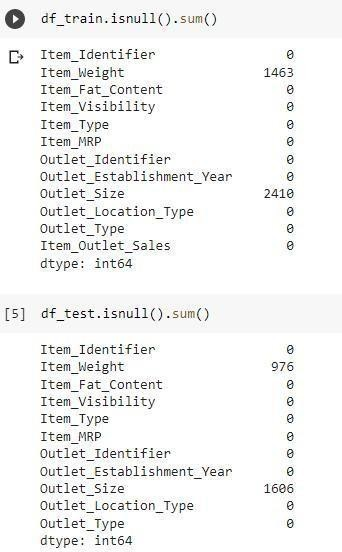 df_train.isnull().sum()
Item_Identifier 0
Item_Weight 1463
Item_Fat_Content 0
Item_Visibility 0
Item_Type 0
Item_MRP 0
Outlet_Identifier 0
Outlet_Establishment_Year 0
Outlet_Size 2410
Outlet_Location_Type 0
Outlet_Type 0
Item_Outlet_Sales 0
dtype: int64
[5] df_test.isnull().sum()
Item_Identifier 0
Item_Weight 976
Item_Fat_Content 0
Item_Visibility 0
Item_Type 0
Item_MRP 0
Outlet_Identifier 0
Outlet_Establishment_Year 0
Outlet_Size 1606
Outlet_Location_Type 0
Outlet_Type 0
dtype: int64